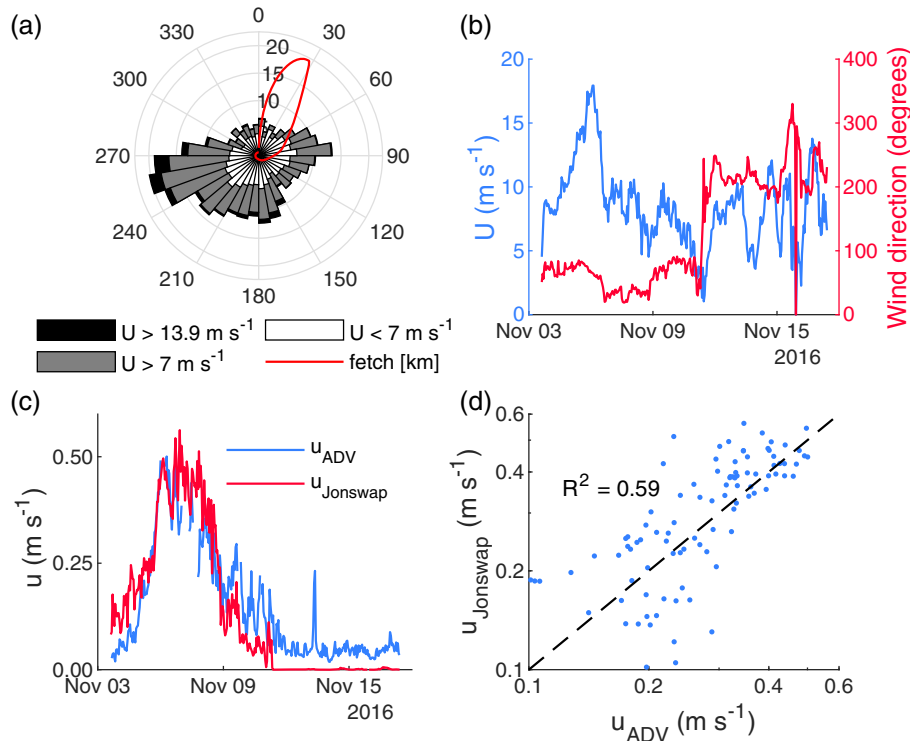 (a)
0
30
60
90
120
150
180
210
240
270
300
330
20
15
10
U > 13.9 m s⁻¹
U < 7 m s⁻¹
U > 7 m s⁻¹
fetch [km]
(b)
U (m s⁻¹)
20
15
10
5
0
Wind direction (degrees)
400
300
200
100
0
Nov 03
Nov 09
Nov 15
2016
(c)
u (m s⁻¹)
0.50
0.25
0.00
u_ADV
u_Jonswap
Nov 03
Nov 09
Nov 15
2016
(d)
u_Jonswap (m s⁻¹)
0.6
0.4
0.2
0.1
R² = 0.59
0.1
0.2
0.4
0.6
u_ADV (m s⁻¹)